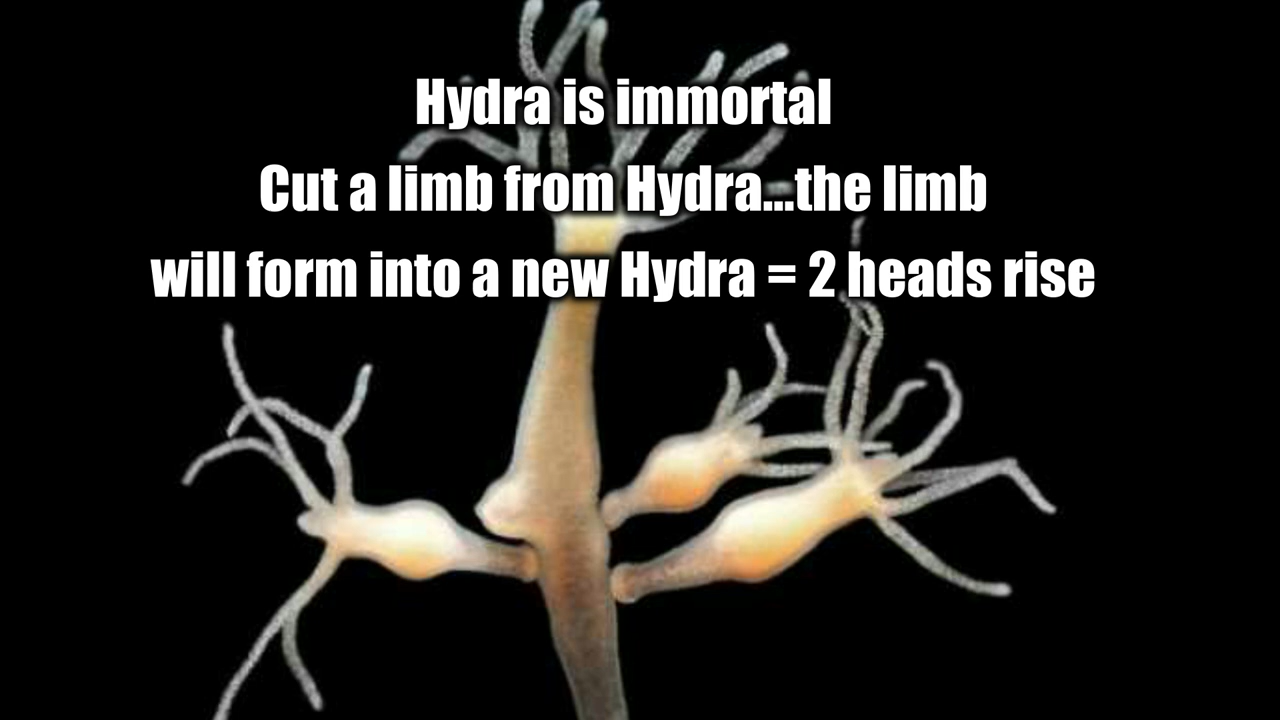 Hydra is immortal
Cut a limb from Hydra...the limb
will form into a new Hydra = 2 heads rise